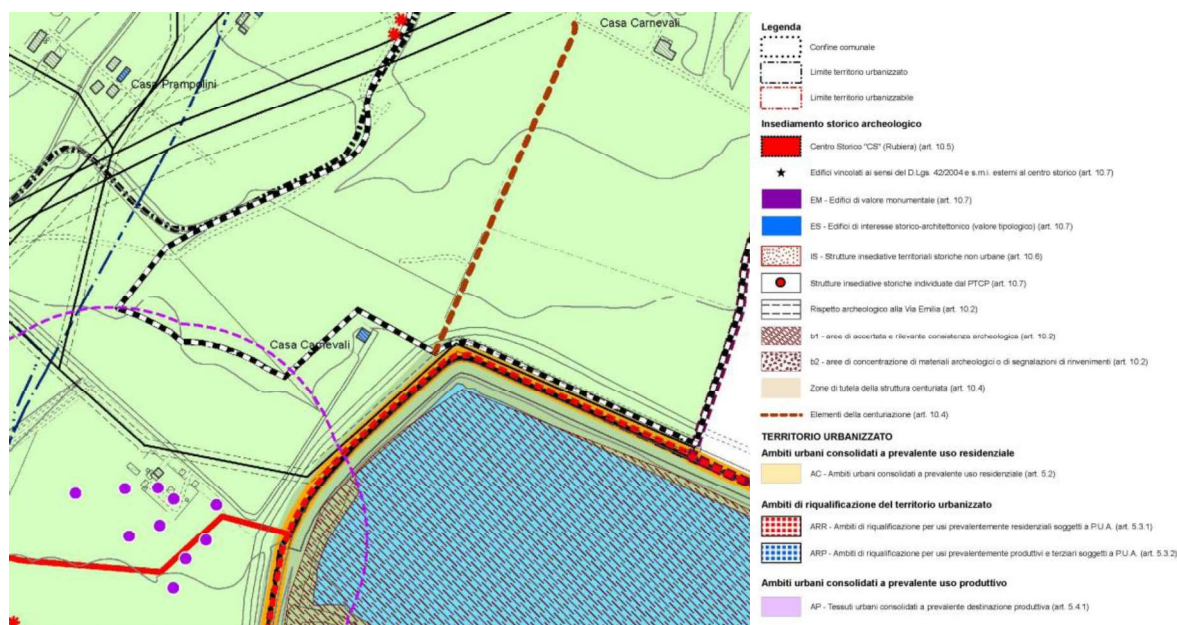 Casa Carnevali
Casa Prampolini
Casa Carnevali
Legenda
Confine comunale
Limite territorio urbanizzato
Limite territorio urbanizzabile
Insediamento storico archeologico
Centro Storico "CS" (Rubiera) (art. 10.5)
Edifici vincolati ai sensi del D.Lgs. 42/2004 e s.m.i. esterni al centro storico (art. 10.7)
EM - Edifici di valore monumentale (art. 10.7)
ES - Edifici di interesse storico-architettonico (valore tipologico) (art. 10.7)
IS - Strutture insediative territoriali storiche non urbane (art. 10.6)
Strutture insediative storiche individuate dal PTCP (art. 10.7)
Rispetto archeologico alla Via Emilia (art. 10.2)
b1 - aree di accertata e rilevante consistenza archeologica (art. 10.2)
b2 - aree di concentrazione di materiali archeologici o di segnalazioni di rinvenimenti (art. 10.2)
Zone di tutela della struttura centuriata (art. 10.4)
Elementi della centuriazione (art. 10.4)
TERRITORIO URBANIZZATO
Ambiti urbani consolidati a prevalente uso residenziale
AC - Ambiti urbani consolidati a prevalente uso residenziale (art. 5.2)
Ambiti di riqualificazione del territorio urbanizzato
ARR - Ambiti di riqualificazione per usi prevalentemente residenziali soggetti a P.U.A. (art. 5.3.1)
ARP - Ambiti di riqualificazione per usi prevalentemente produttivi e terziari soggetti a P.U.A. (art. 5.3.2)
Ambiti urbani consolidati a prevalente uso produttivo
AP - Tessuti urbani consolidati a prevalente destinazione produttiva (art. 5.4.1)